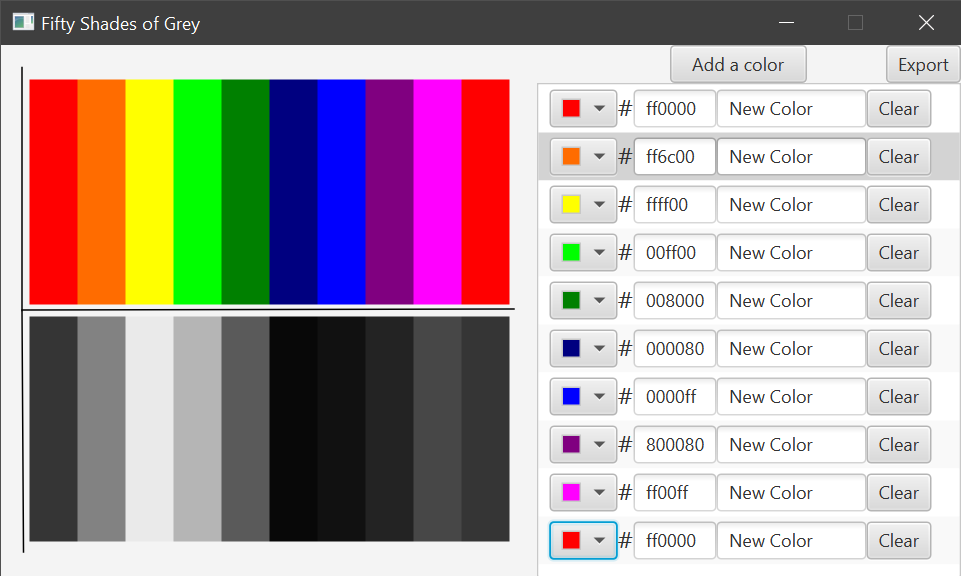 Fifty Shades of Grey
Add a color Export
# ff0000 New Color Clear
# ff6c00 New Color Clear
# ffff00 New Color Clear
# 00ff00 New Color Clear
# 008000 New Color Clear
# 000080 New Color Clear
# 0000ff New Color Clear
# 800080 New Color Clear
# ff00ff New Color Clear
# ff0000 New Color Clear